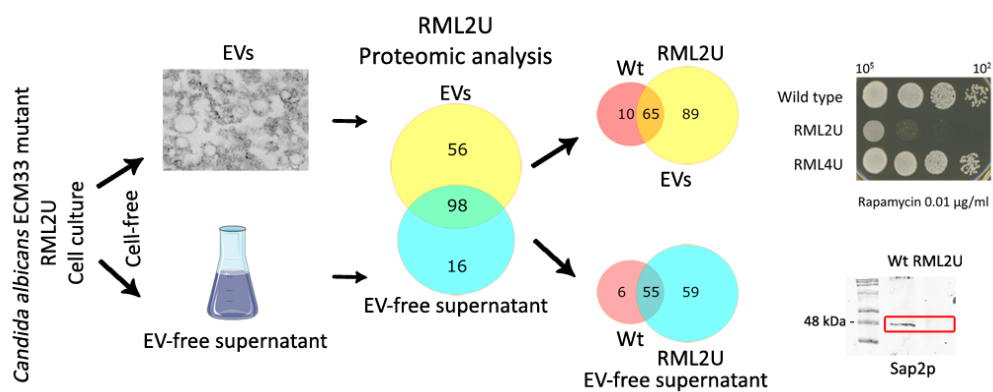 Candida albicans ECM33 mutant
RML2U
Cell culture
Cell-free
EVs
EV-free supernatant
RML2U
Proteomic analysis
EVs
56
98
16
EV-free supernatant
Wt
RML2U
10
65
89
EVs
6
55
59
Wt
RML2U
EV-free supernatant
10⁵
10²
Wild type
RML2U
RML4U
Rapamycin 0.01 µg/ml
Wt RML2U
48 kDa -
Sap2p